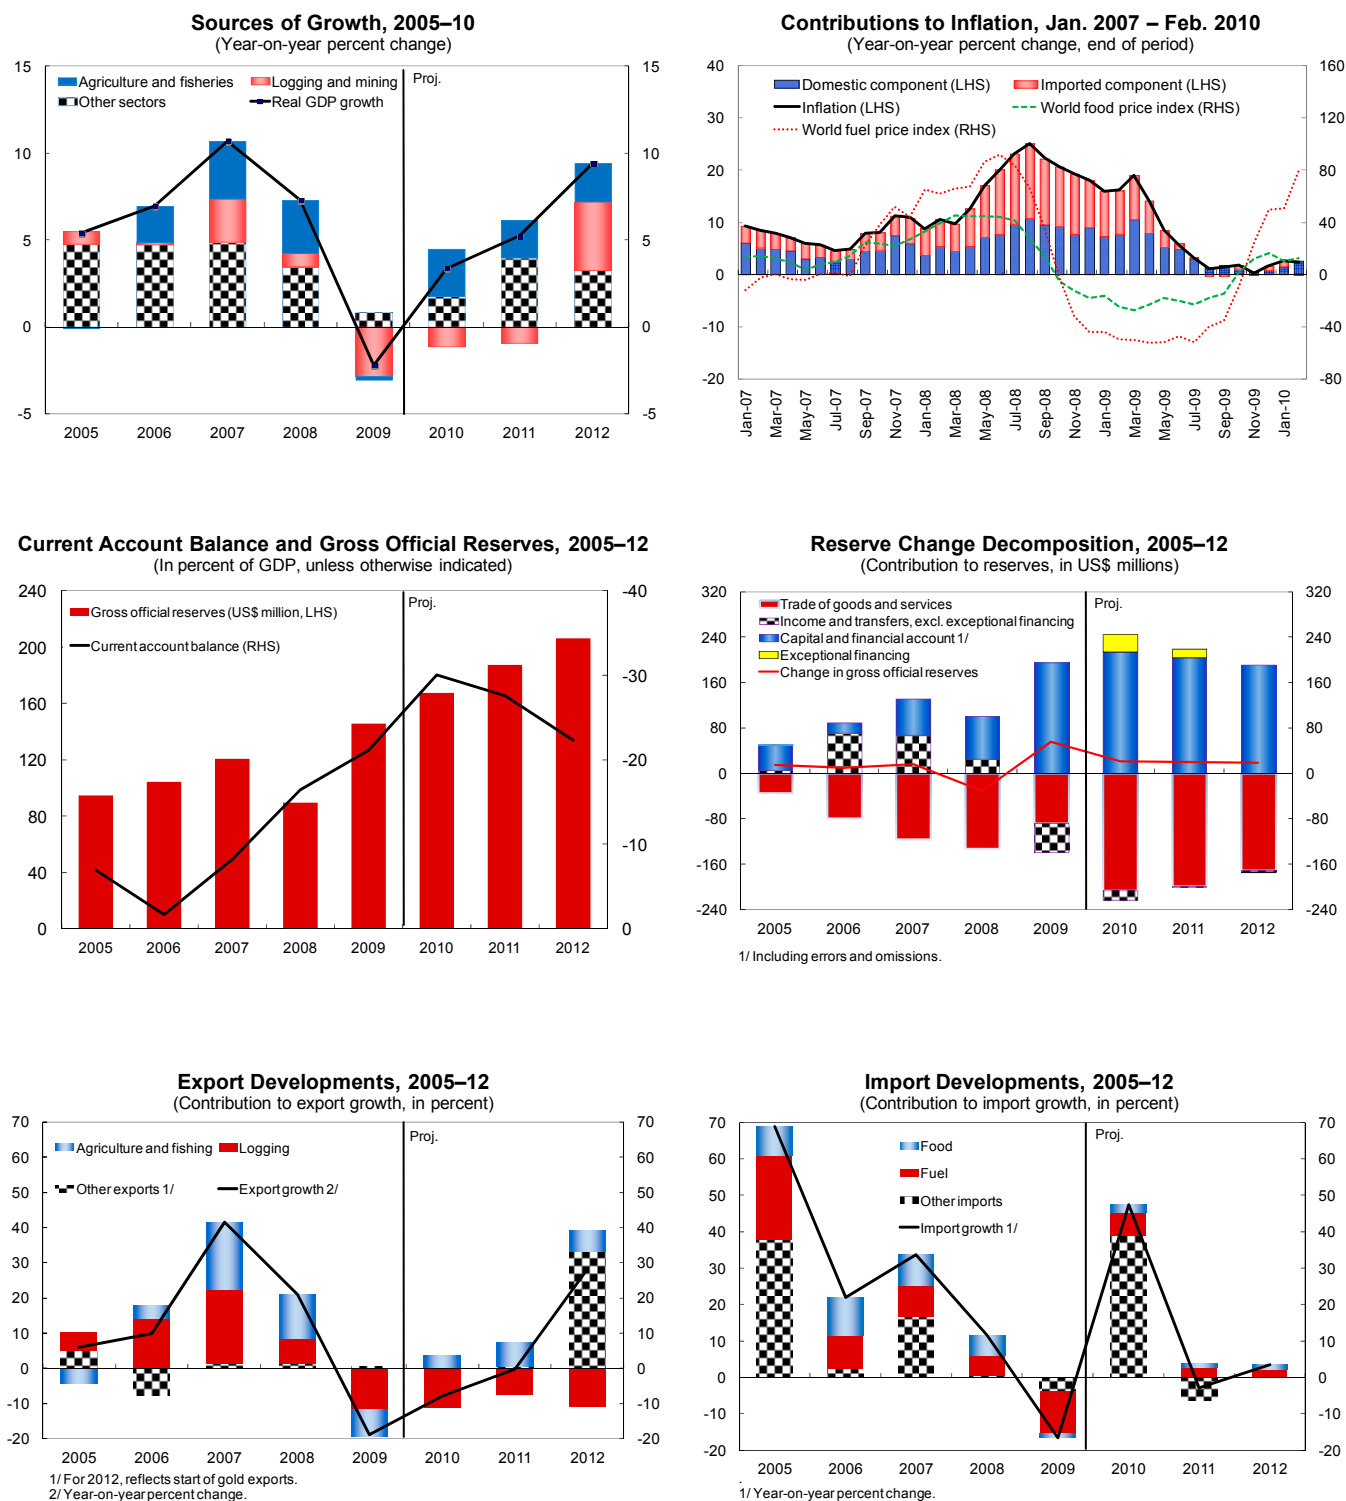 Sources of Growth, 2005–10
(Year-on-year percent change)
15
Proj.
15
Agriculture and fisheries
Logging and mining
Other sectors
Real GDP growth
10
10
5
5
0
0
-5
-5
2005 2006 2007 2008 2009 2010 2011 2012
Contributions to Inflation, Jan. 2007 – Feb. 2010
(Year-on-year percent change, end of period)
40
160
Domestic component (LHS)
Imported component (LHS)
Inflation (LHS)
World food price index (RHS)
World fuel price index (RHS)
30
120
20
80
10
40
0
0
-10
-40
-20
-80
Jan-07 Mar-07 May-07 Jul-07 Sep-07 Nov-07 Jan-08 Mar-08 May-08 Jul-08 Sep-08 Nov-08 Jan-09 Mar-09 May-09 Jul-09 Sep-09 Nov-09 Jan-10
Current Account Balance and Gross Official Reserves, 2005–12
(In percent of GDP, unless otherwise indicated)
240
-40
Proj.
Gross official reserves (US$ million, LHS)
Current account balance (RHS)
200
160
-30
120
-20
80
-10
40
0
0
2005 2006 2007 2008 2009 2010 2011 2012
Reserve Change Decomposition, 2005–12
(Contribution to reserves, in US$ millions)
320
320
Proj.
Trade of goods and services
Income and transfers, excl. exceptional financing
Capital and financial account 1/
Exceptional financing
Change in gross official reserves
240
240
160
160
80
80
0
0
-80
-80
-160
-160
-240
-240
2005 2006 2007 2008 2009 2010 2011 2012
1/ Including errors and omissions.
Export Developments, 2005–12
(Contribution to export growth, in percent)
70
70
Proj.
Agriculture and fishing
Logging
Other exports 1/
Export growth 2/
60
60
50
50
40
40
30
30
20
20
10
10
0
0
-10
-10
-20
-20
2005 2006 2007 2008 2009 2010 2011 2012
1/ For 2012, reflects start of gold exports.
2/ Year-on-year percent change.
Import Developments, 2005–12
(Contribution to import growth, in percent)
70
70
Proj.
Food
Fuel
Other imports
Import growth 1/
60
60
50
50
40
40
30
30
20
20
10
10
0
0
-10
-10
-20
-20
2005 2006 2007 2008 2009 2010 2011 2012
.
1/ Year-on-year percent change.